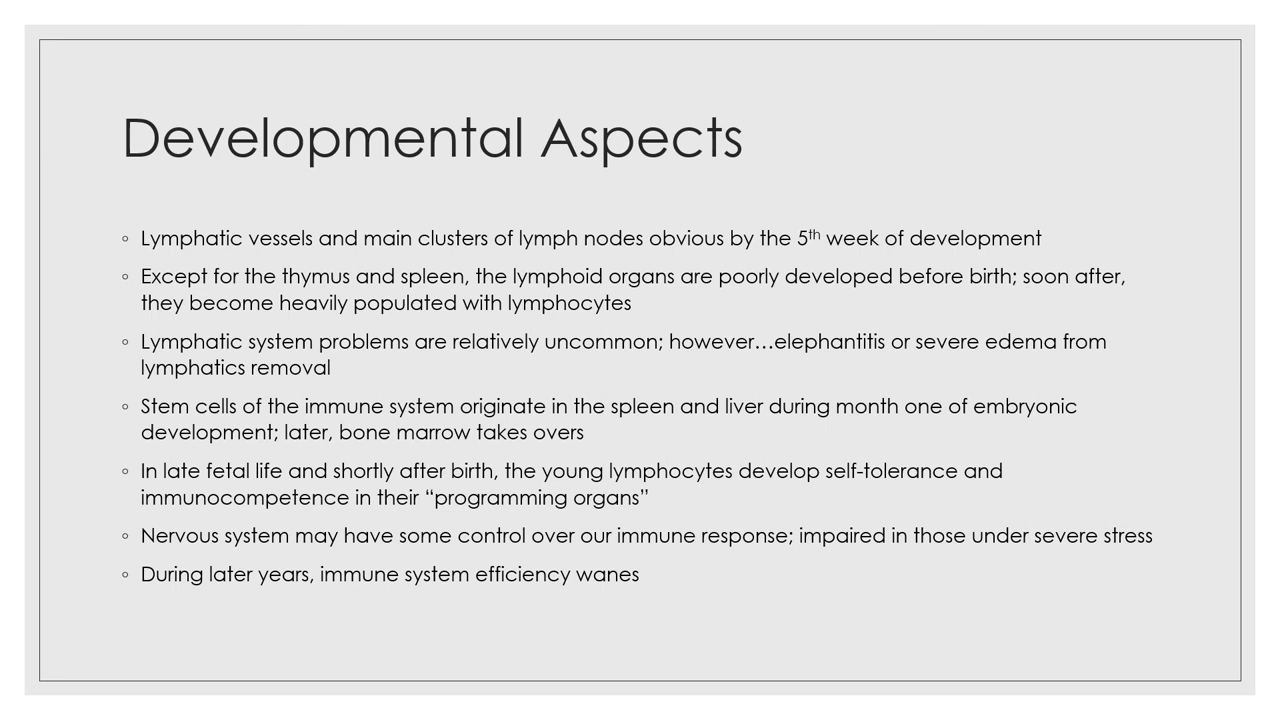 Developmental Aspects
◦ Lymphatic vessels and main clusters of lymph nodes obvious by the 5th week of development
◦ Except for the thymus and spleen, the lymphoid organs are poorly developed before birth; soon after,
they become heavily populated with lymphocytes
◦ Lymphatic system problems are relatively uncommon; however…elephantitis or severe edema from
lymphatics removal
◦ Stem cells of the immune system originate in the spleen and liver during month one of embryonic
development; later, bone marrow takes overs
◦ In late fetal life and shortly after birth, the young lymphocytes develop self-tolerance and
immunocompetence in their “programming organs”
◦ Nervous system may have some control over our immune response; impaired in those under severe stress
◦ During later years, immune system efficiency wanes